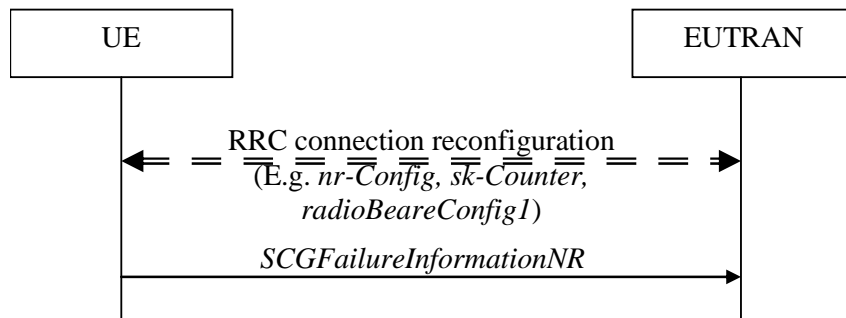 UE
EUTRAN
RRC connection reconfiguration
(E.g. nr-Config, sk-Counter,
radioBeareConfig1)
SCGFailureInformationNR